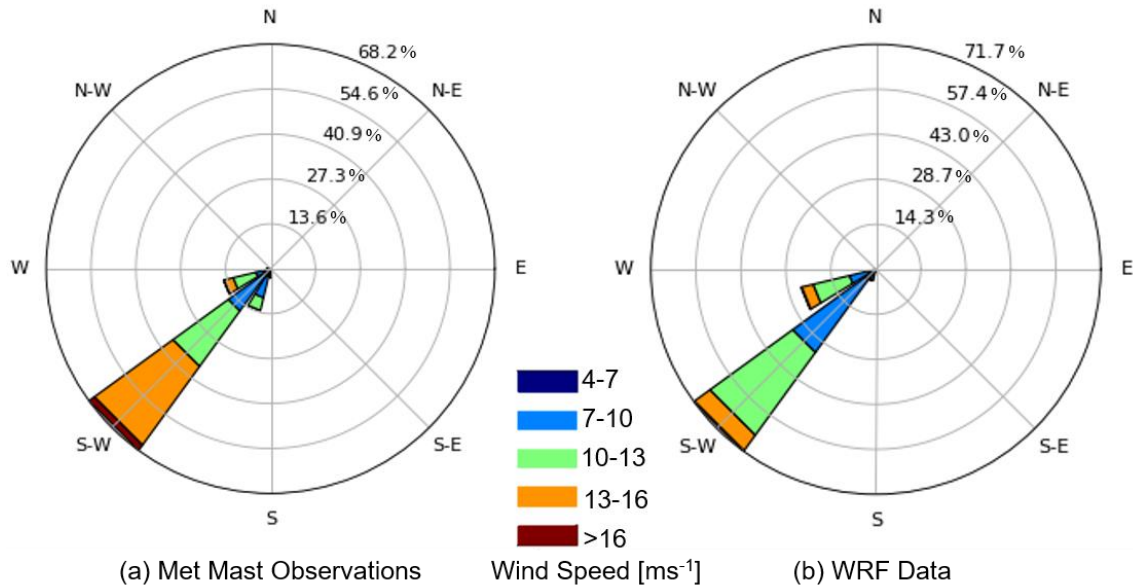 N
68.2 %
N-W
54.6 %
N-E
40.9 %
27.3 %
13.6 %
W
E
S-W
S-E
S
N
71.7 %
N-W
57.4 %
N-E
43.0 %
28.7 %
14.3 %
W
E
S-W
S-E
S
4-7
7-10
10-13
13-16
>16
(a) Met Mast Observations
Wind Speed [ms⁻¹]
(b) WRF Data